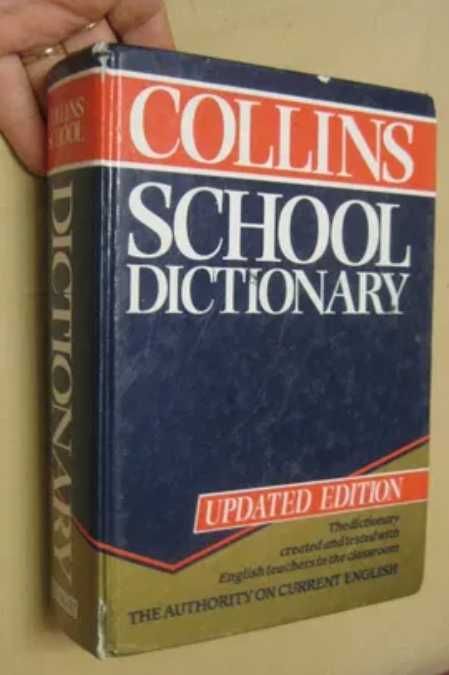 COLLINS
SCHOOL
DICTIONARY
UPDATED EDITION
The dictionary
created and tested with
English teachers in the classroom
THE AUTHORITY ON CURRENT ENGLISH
COLLINS
SCHOOL
DICTIONARY